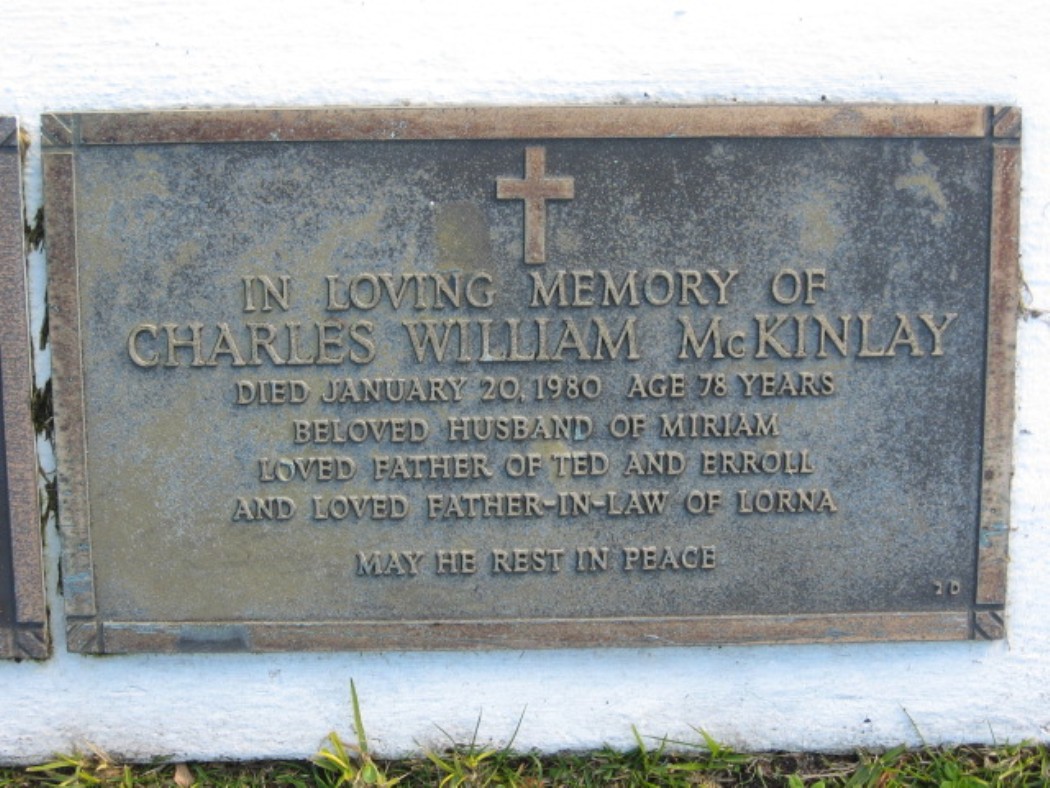 IN LOVING MEMORY OF
CHARLES WILLIAM McKINLAY
DIED JANUARY 20, 1980 AGE 78 YEARS
BELOVED HUSBAND OF MIRIAM
LOVED FATHER OF TED AND ERROLL
AND LOVED FATHER-IN-LAW OF LORNA
MAY HE REST IN PEACE